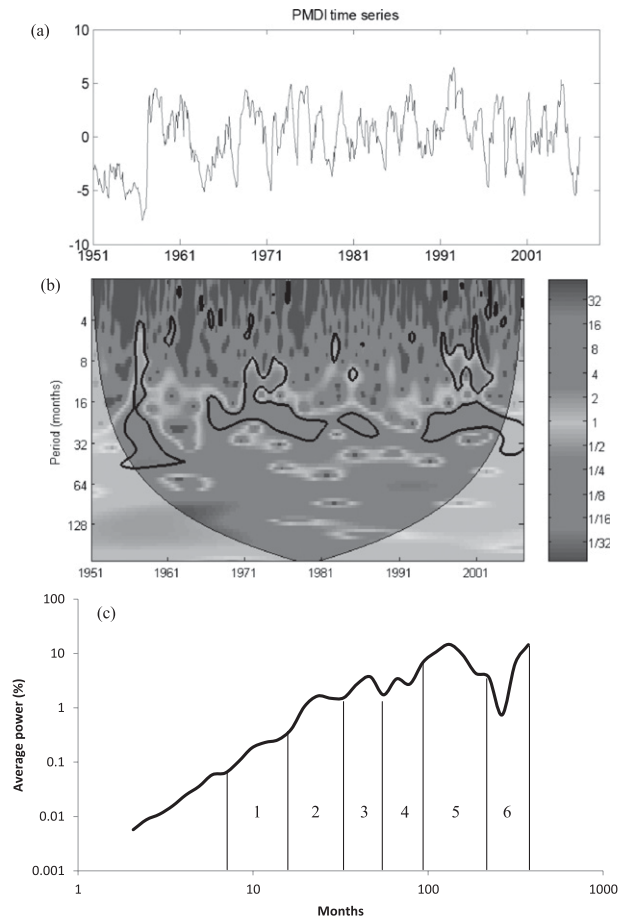 (a)
PMDI time series
10
5
0
-5
-10
1951 1961 1971 1981 1991 2001
(b)
Period (months)
4
8
16
32
64
128
1951 1961 1971 1981 1991 2001
32
16
8
4
2
1
1/2
1/4
1/8
1/16
1/32
(c)
Average power (%)
100
10
1
0.1
0.01
0.001
1 2 3 4 5 6
1 10 100 1000
Months